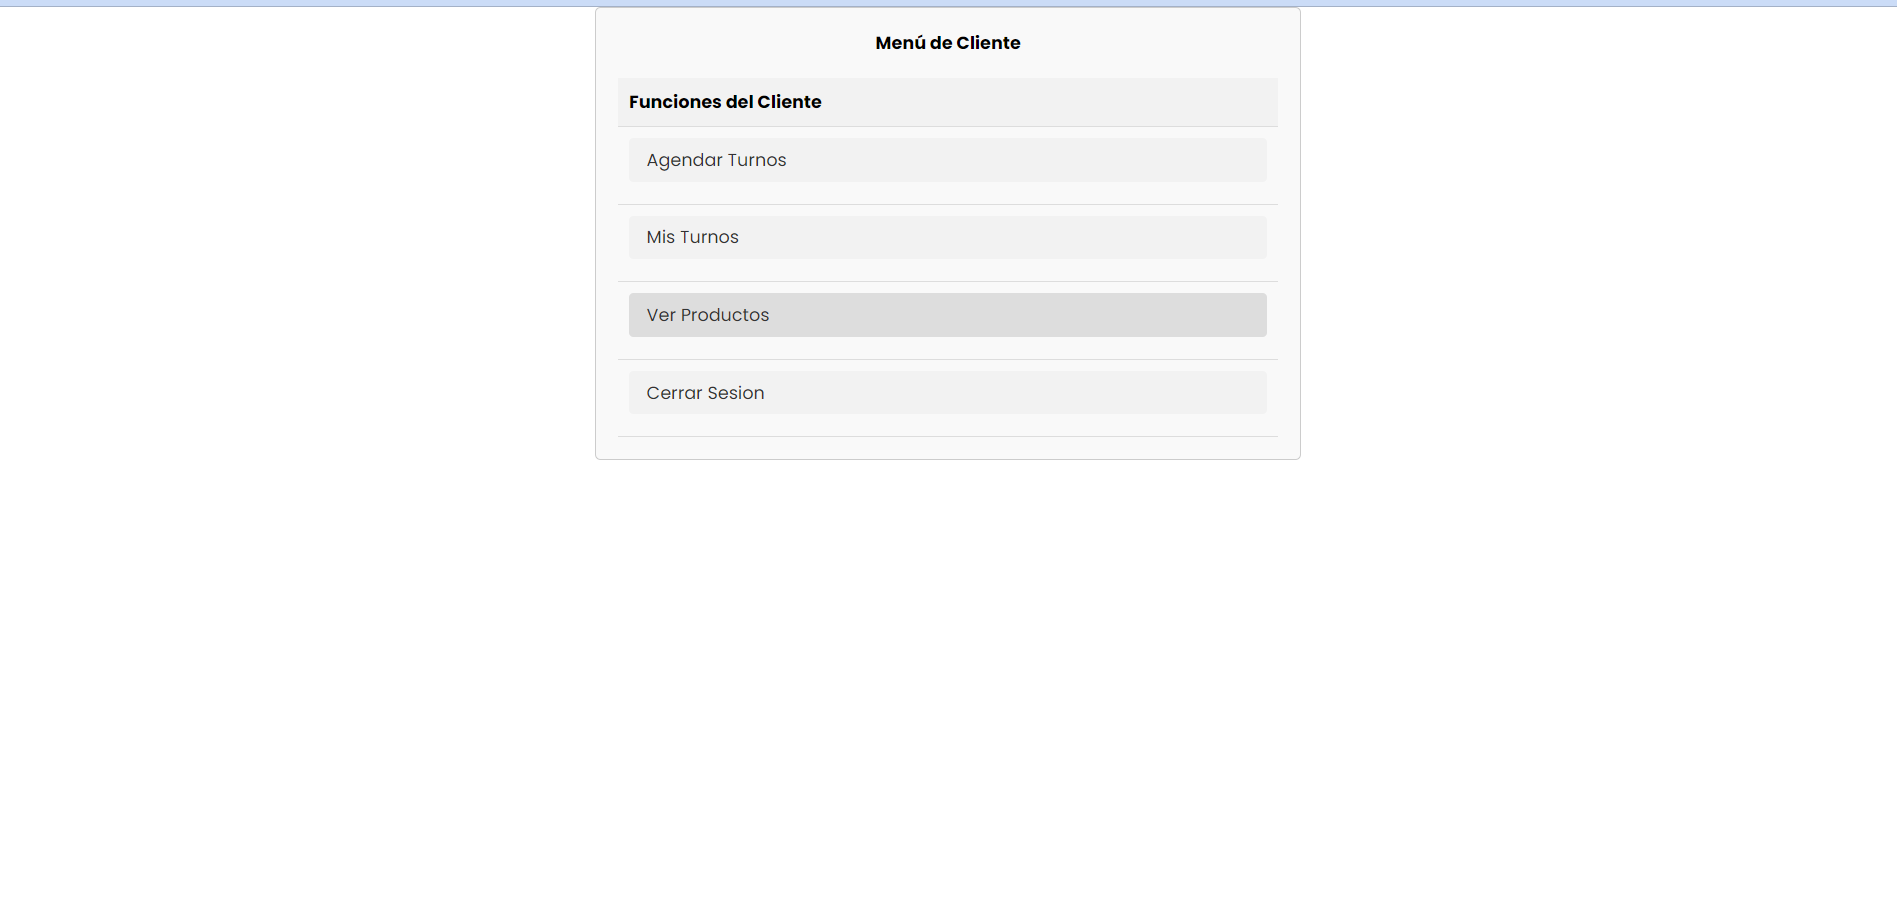 Menú de Cliente
Funciones del Cliente
Agendar Turnos
Mis Turnos
Ver Productos
Cerrar Sesion